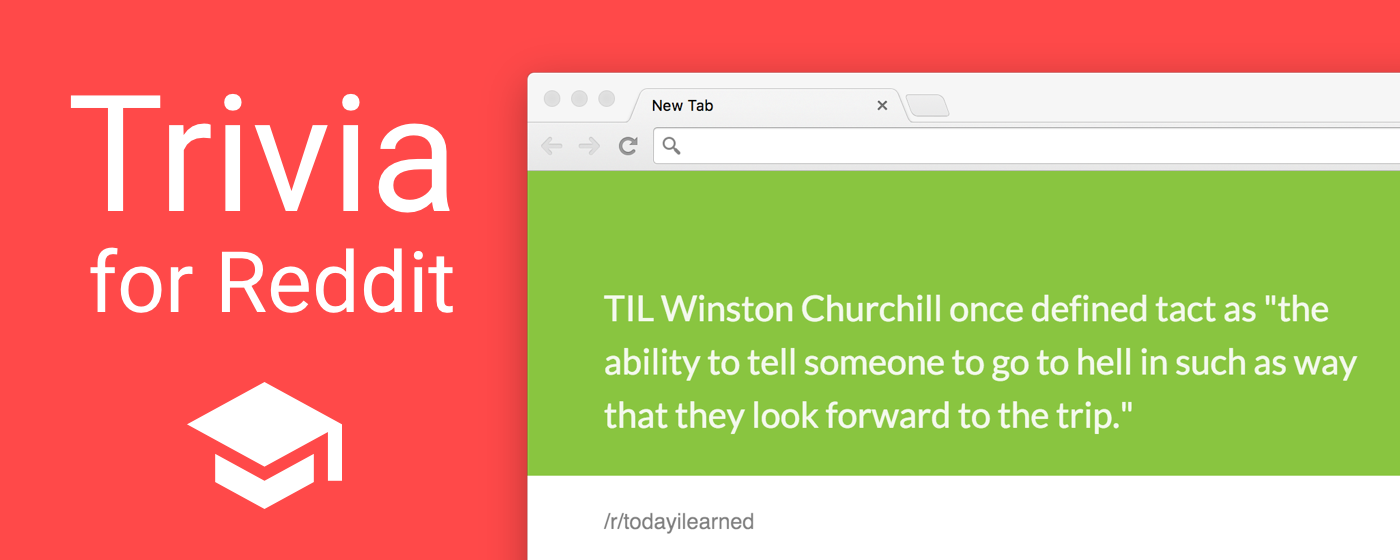 Trivia
for Reddit
New Tab
TIL Winston Churchill once defined tact as "the
ability to tell someone to go to hell in such as way
that they look forward to the trip."
/r/todayilearned